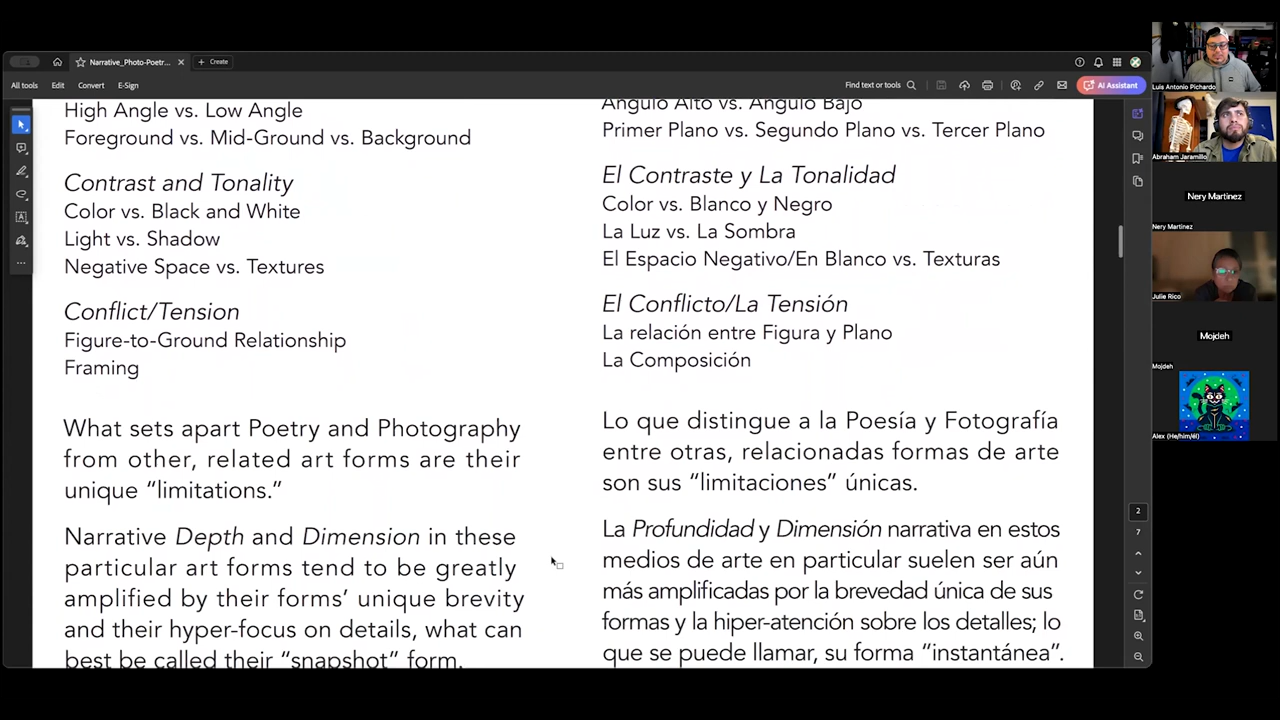 Narrative_Photo-Poetr...
Create
All tools
Edit
Convert
E-Sign
Find text or tools
AI Assistant
High Angle vs. Low Angle
Foreground vs. Mid-Ground vs. Background
Contrast and Tonality
Color vs. Black and White
Light vs. Shadow
Negative Space vs. Textures
Conflict/Tension
Figure-to-Ground Relationship
Framing
What sets apart Poetry and Photography
from other, related art forms are their
unique “limitations.”
Narrative Depth and Dimension in these
particular art forms tend to be greatly
amplified by their forms’ unique brevity
and their hyper-focus on details, what can
best be called their “snapshot” form.
Ángulo Alto vs. Ángulo Bajo
Primer Plano vs. Segundo Plano vs. Tercer Plano
El Contraste y La Tonalidad
Color vs. Blanco y Negro
La Luz vs. La Sombra
El Espacio Negativo/En Blanco vs. Texturas
El Conflicto/La Tensión
La relación entre Figura y Plano
La Composición
Lo que distingue a la Poesía y Fotografía
entre otras, relacionadas formas de arte
son sus “limitaciones” únicas.
La Profundidad y Dimensión narrativa en estos
medios de arte en particular suelen ser aún
más amplificadas por la brevedad única de sus
formas y la hiper-atención sobre los detalles; lo
que se puede llamar, su forma “instantánea”.
2
7
Luis Antonio Pichardo
Abraham Jaramillo
Nery Martinez
Nery Martinez
Julie Rico
Mojdeh
Mojdeh
Alex (He/him/él)